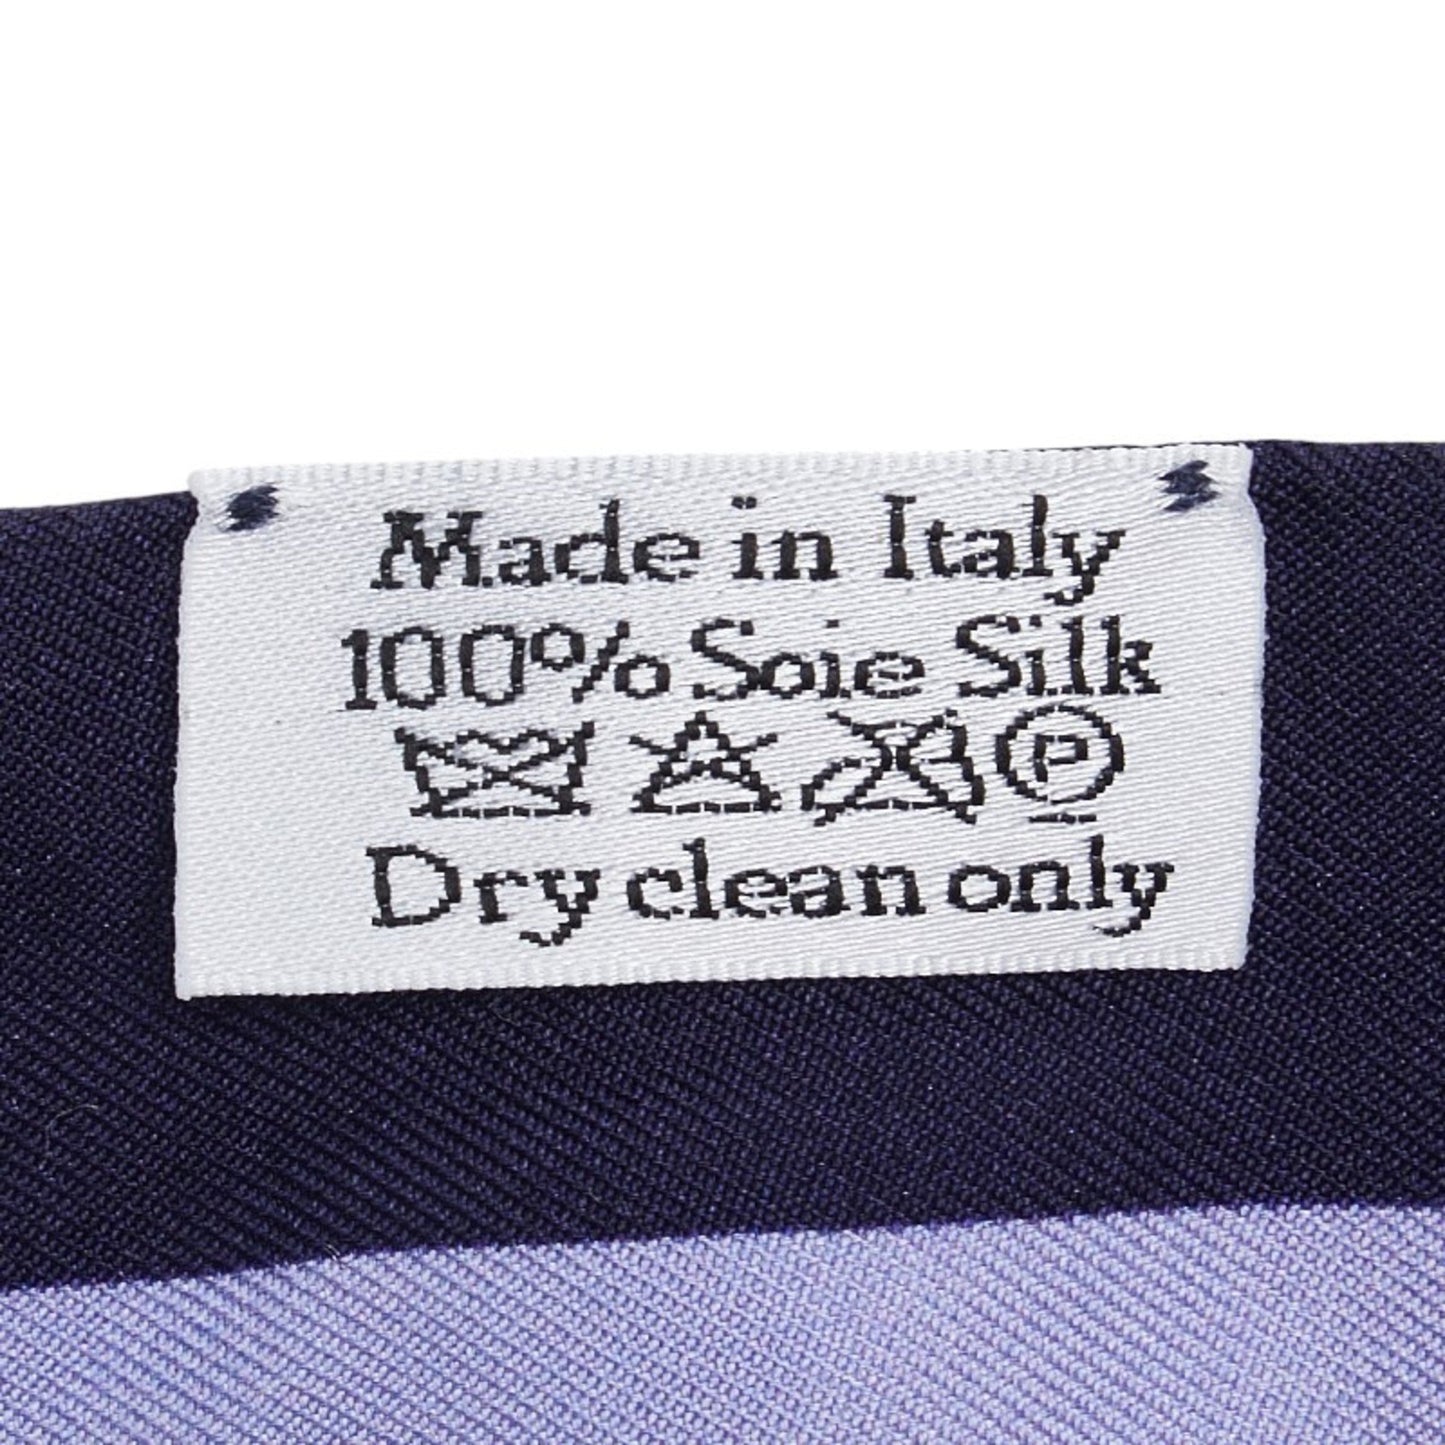 Made in Italy
100% Soie Silk
P
Dry clean only